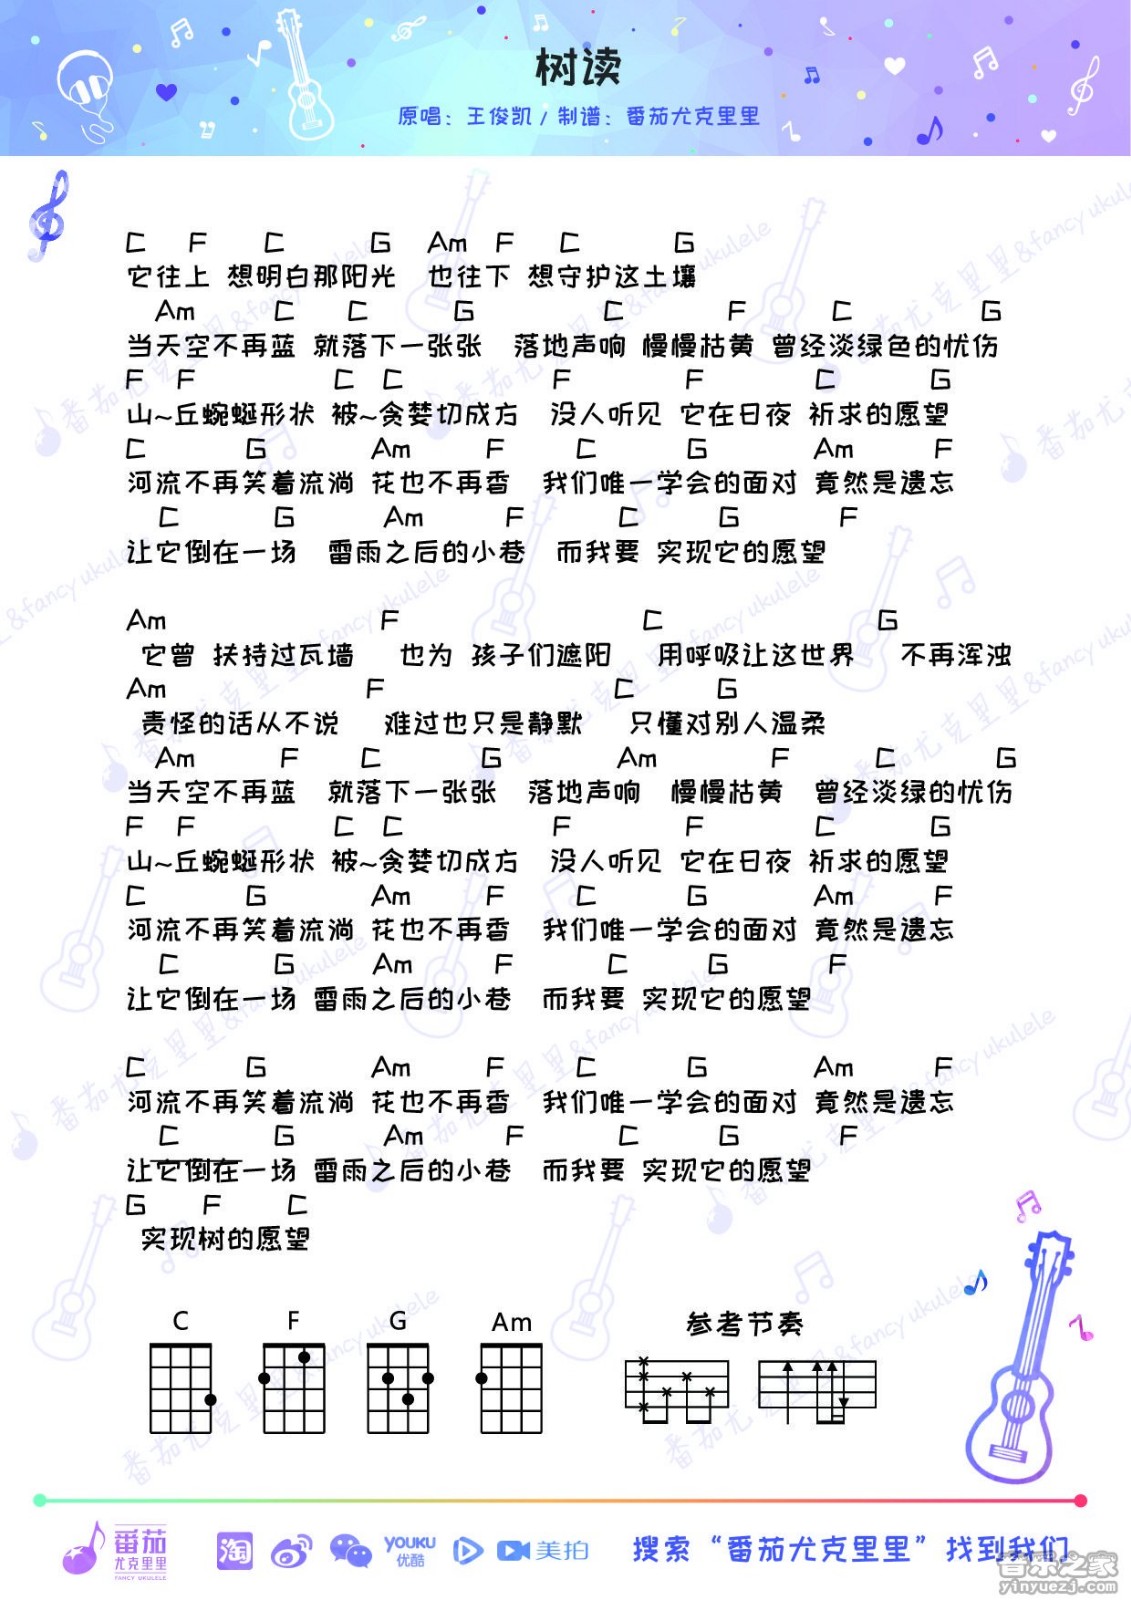 树读
原唱：王俊凯 / 制谱：番茄尤克里里
C F C G Am F C G
它往上 想明白那阳光 也往下 想守护这土壤
Am C C G C F C G
当天空不再蓝 就落下一张张 落地声响 慢慢枯黄 曾经淡绿色的忧伤
F F C C F F C G
山~丘蜿蜒形状 被~贪婪切成方 没人听见 它在日夜 祈求的愿望
C G Am F C G Am F
河流不再笑着流淌 花也不再香 我们唯一学会的面对 竟然是遗忘
C G Am F C G F
让它倒在一场 雷雨之后的小巷 而我要 实现它的愿望
Am F C G
它曾 扶持过瓦墙 也为 孩子们遮阳 用呼吸让这世界 不再浑浊
Am F C G
责怪的话从不说 难过也只是静默 只懂对别人温柔
Am F C G Am F C G
当天空不再蓝 就落下一张张 落地声响 慢慢枯黄 曾经淡绿的忧伤
F F C C F F C G
山~丘蜿蜒形状 被~贪婪切成方 没人听见 它在日夜 祈求的愿望
C G Am F C G Am F
河流不再笑着流淌 花也不再香 我们唯一学会的面对 竟然是遗忘
C G Am F C G F
让它倒在一场 雷雨之后的小巷 而我要 实现它的愿望
C G Am F C G Am F
河流不再笑着流淌 花也不再香 我们唯一学会的面对 竟然是遗忘
C G Am F C G F
让它倒在一场 雷雨之后的小巷 而我要 实现它的愿望
G F C
实现树的愿望
C F G Am 参考节奏
番茄
尤克里里
FANCY UKULELE
淘 YOUKU 优酷 美拍
搜索“番茄尤克里里”找到我们
音乐之家
yinyuezj.com
番茄尤克里里&fancy ukulele